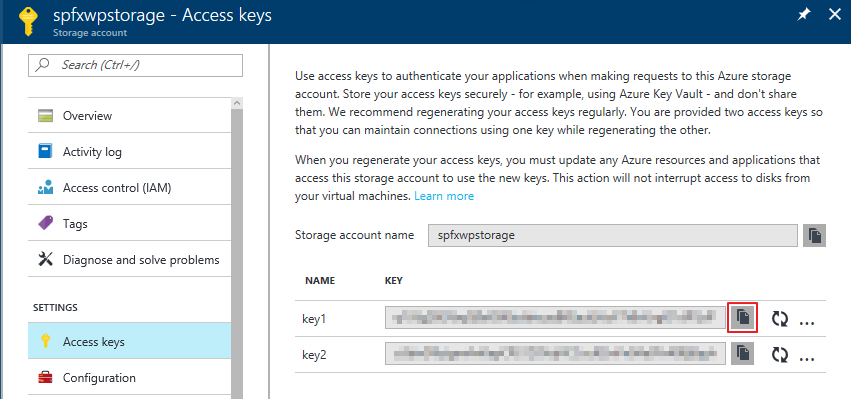 spfxwpstorage - Access keys
Storage account
Search (Ctrl+/)
Overview
Activity log
Access control (IAM)
Tags
Diagnose and solve problems
SETTINGS
Access keys
Configuration
Use access keys to authenticate your applications when making requests to this Azure storage
account. Store your access keys securely - for example, using Azure Key Vault - and don't share
them. We recommend regenerating your access keys regularly. You are provided two access keys so
that you can maintain connections using one key while regenerating the other.
When you regenerate your access keys, you must update any Azure resources and applications that
access this storage account to use the new keys. This action will not interrupt access to disks from
your virtual machines. Learn more
Storage account name spfxwpstorage
NAME KEY
key1
key2